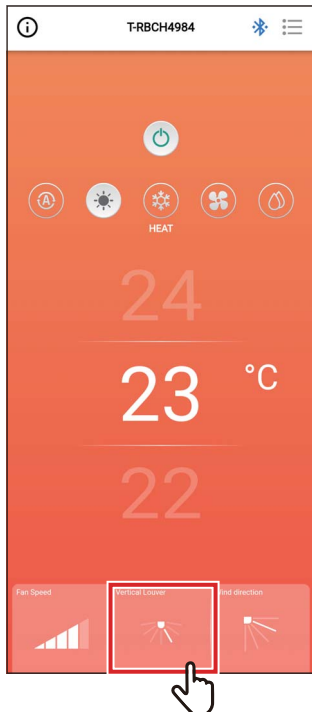 T-RBCH4984
A
HEAT
24
23 °C
22
Fan Speed
Vertical Louver
ind direction